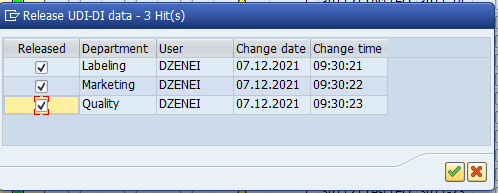 Release UDI-DI data - 3 Hit(s)
Released Department User Change date Change time
Labeling DZENEI 07.12.2021 09:30:21
Marketing DZENEI 07.12.2021 09:30:22
Quality DZENEI 07.12.2021 09:30:23